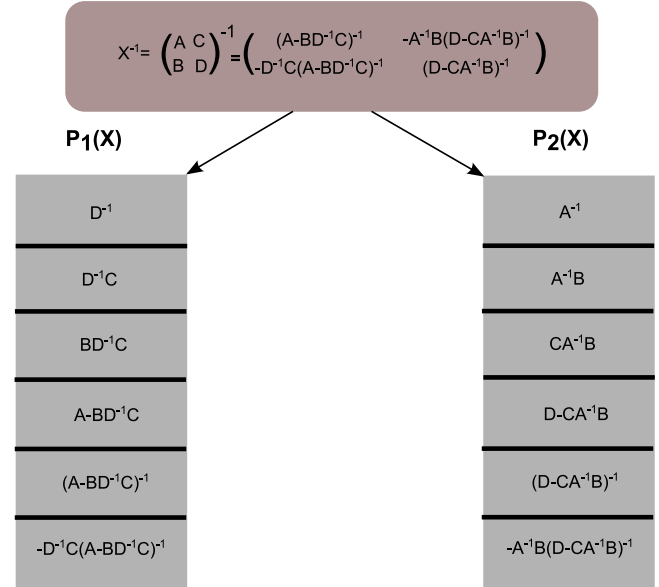 X⁻¹= (A C B D)⁻¹ = ((A-BD⁻¹C)⁻¹ -A⁻¹B(D-CA⁻¹B)⁻¹
-D⁻¹C(A-BD⁻¹C)⁻¹ (D-CA⁻¹B)⁻¹)
P₁(X)
P₂(X)
D⁻¹
D⁻¹C
BD⁻¹C
A-BD⁻¹C
(A-BD⁻¹C)⁻¹
-D⁻¹C(A-BD⁻¹C)⁻¹
A⁻¹
A⁻¹B
CA⁻¹B
D-CA⁻¹B
(D-CA⁻¹B)⁻¹
-A⁻¹B(D-CA⁻¹B)⁻¹